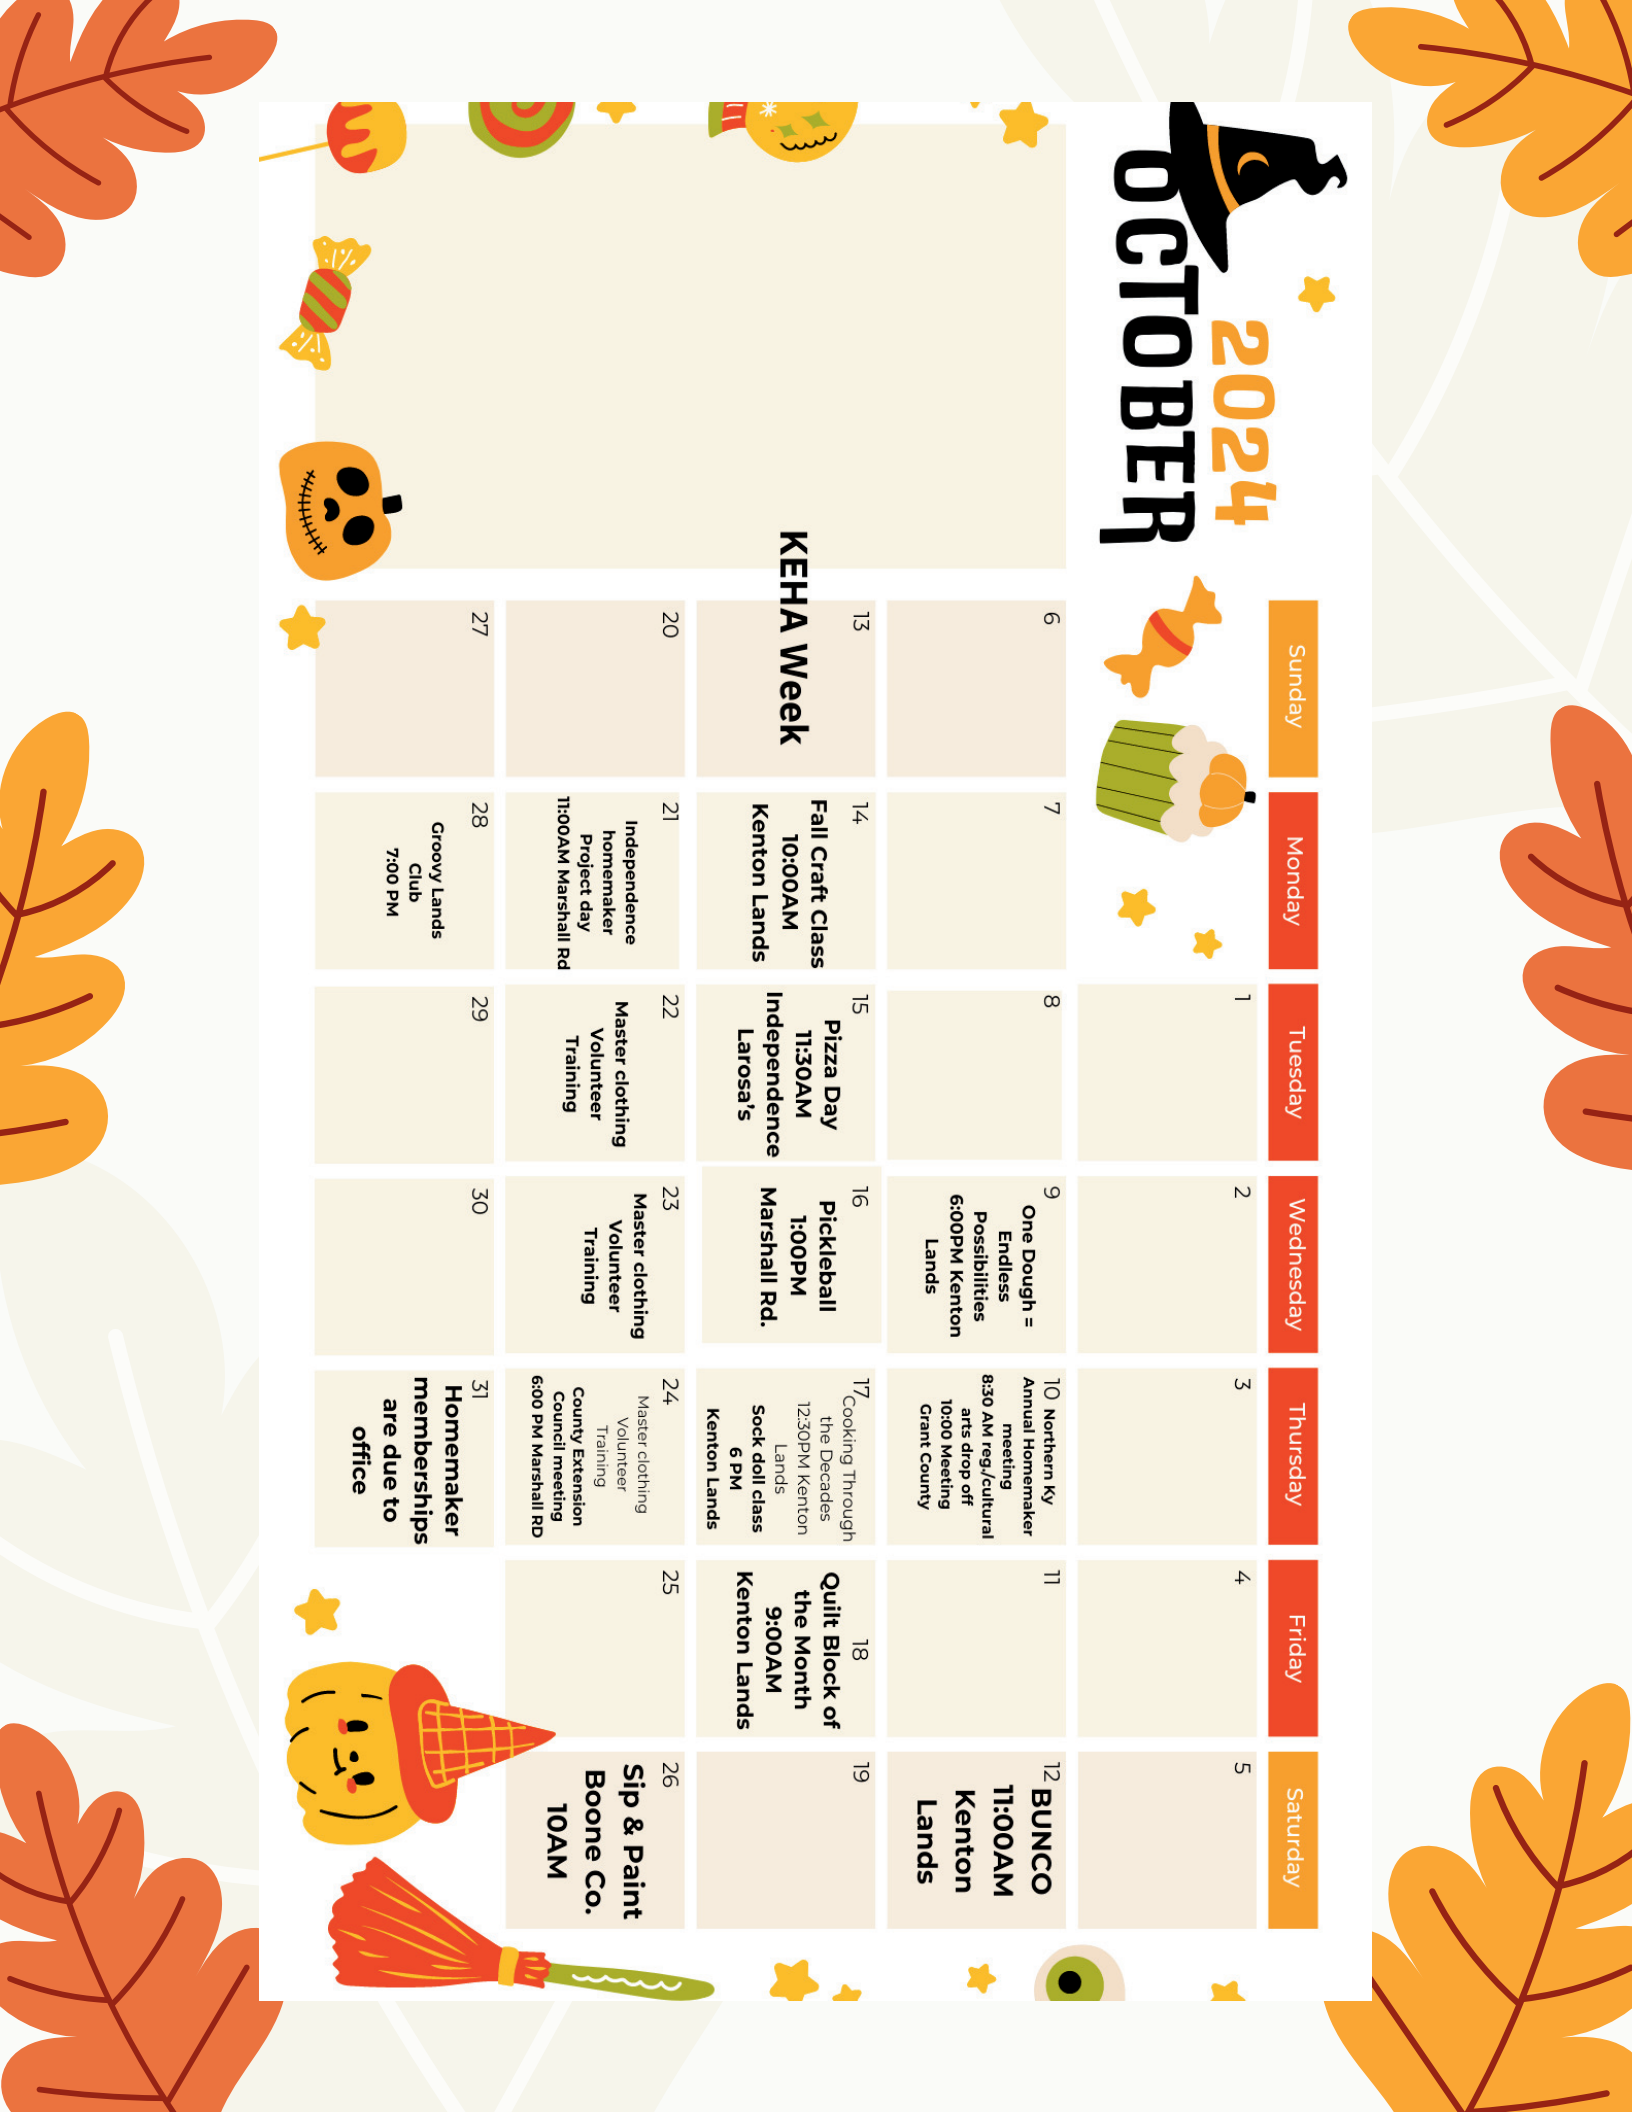 2024
OCTOBER
Sunday
Monday
Tuesday
Wednesday
Thursday
Friday
Saturday
1
2
3
4
5
6
7
8
9
One Dough =
Endless
Possibilities
6:00PM Kenton
Lands
10 Northern Ky
Annual Homemaker
meeting
8:30 AM reg./cultural
arts drop off
10:00 Meeting
Grant County
11
12
BUNCO
11:00AM
Kenton
Lands
13
KEHA Week
14
Fall Craft Class
10:00AM
Kenton Lands
15
Pizza Day
11:30AM
Independence
Larosa's
16
Pickleball
1:00PM
Marshall Rd.
17
Cooking Through
the Decades
12:30PM Kenton
Lands
Sock doll class
6 PM
Kenton Lands
18
Quilt Block of
the Month
9:00AM
Kenton Lands
19
20
21
Independence
homemaker
Project day
11:00AM Marshall Rd
22
Master clothing
Volunteer
Training
23
Master clothing
Volunteer
Training
24
Master clothing
Volunteer
Training
County Extension
Council meeting
6:00 PM Marshall RD
25
26
Sip & Paint
Boone Co.
10AM
27
28
Groovy Lands
Club
7:00 PM
29
30
31
Homemaker
memberships
are due to
office